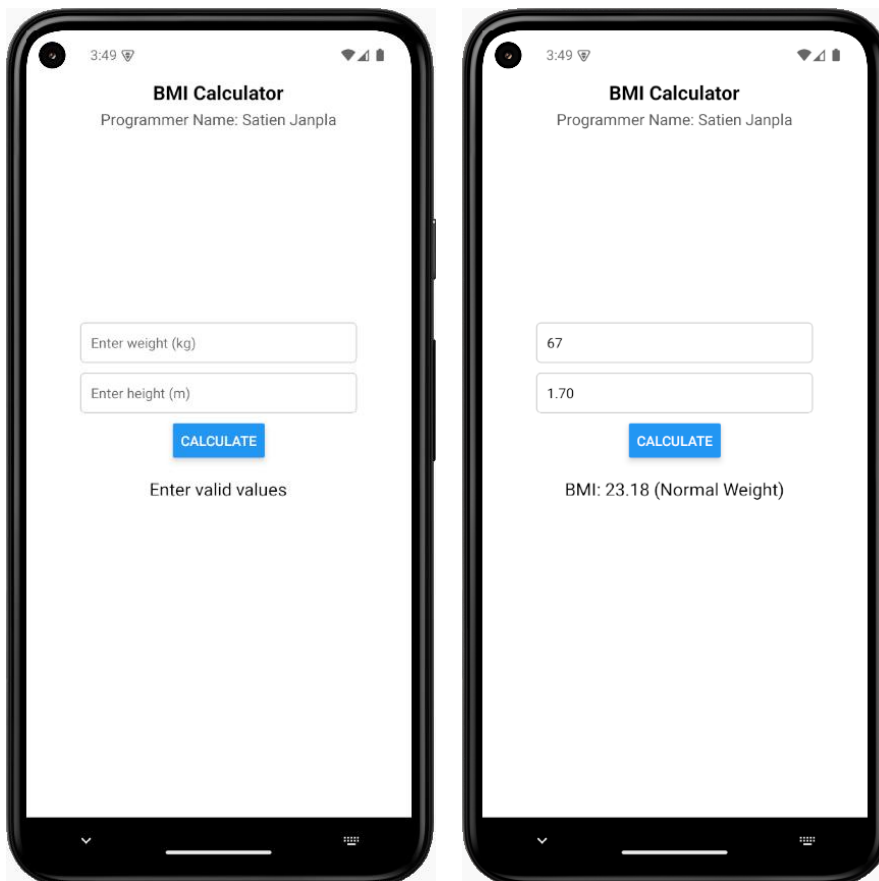 3:49
BMI Calculator
Programmer Name: Satien Janpla
Enter weight (kg)
Enter height (m)
CALCULATE
Enter valid values
3:49
BMI Calculator
Programmer Name: Satien Janpla
67
1.70
CALCULATE
BMI: 23.18 (Normal Weight)